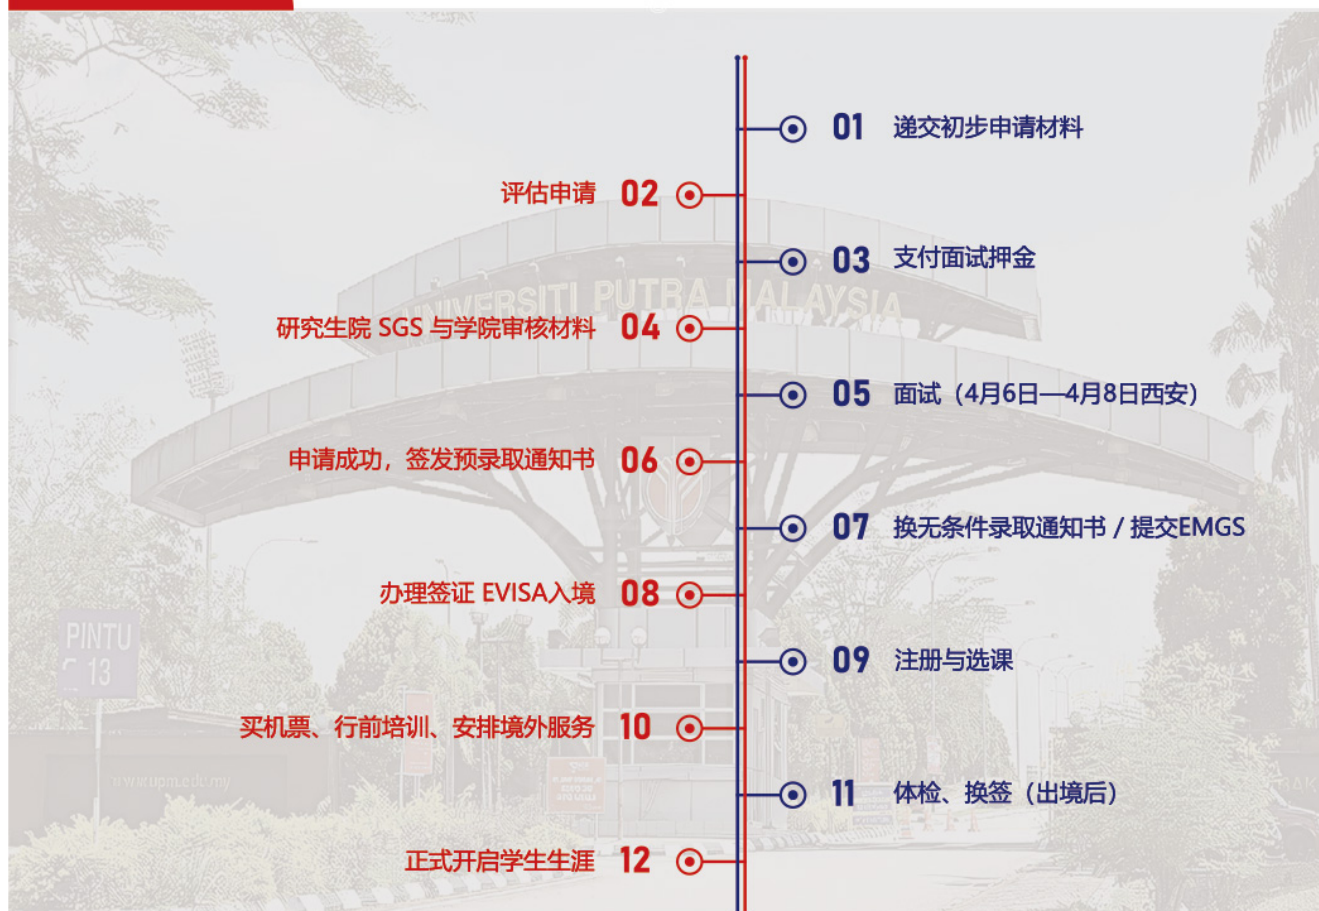 01 递交初步申请材料
评估申请 02
03 支付面试押金
UNIVERSITI PUTRA MALAYSIA
研究生院 SGS 与学院审核材料 04
05 面试（4月6日—4月8日西安）
申请成功，签发预录取通知书 06
07 换无条件录取通知书 / 提交EMGS
办理签证 EVISA入境 08
PINTU
13
09 注册与选课
买机票、行前培训、安排境外服务 10
www.upm.edu.my
11 体检、换签（出境后）
正式开启学生生涯 12